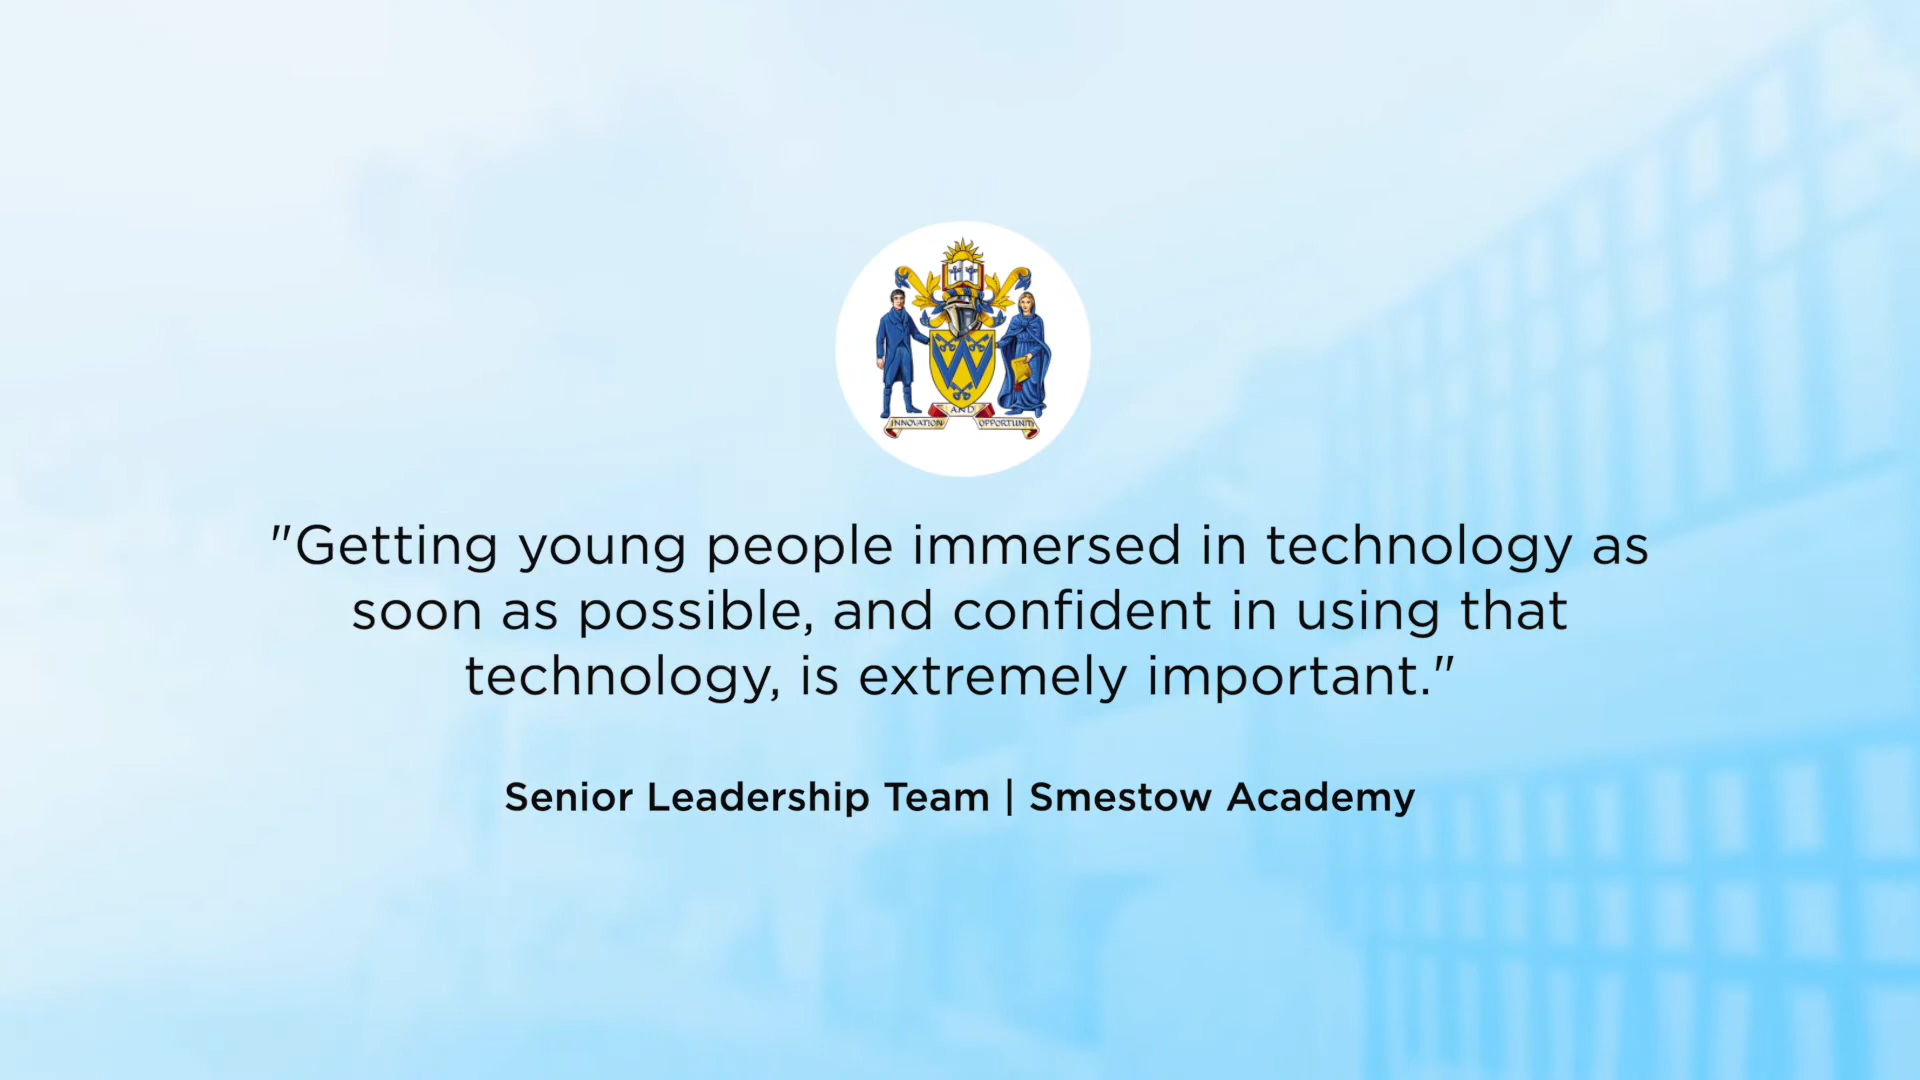 AND
INNOVATION OPPORTUNITY
"Getting young people immersed in technology as
soon as possible, and confident in using that
technology, is extremely important."
Senior Leadership Team | Smestow Academy